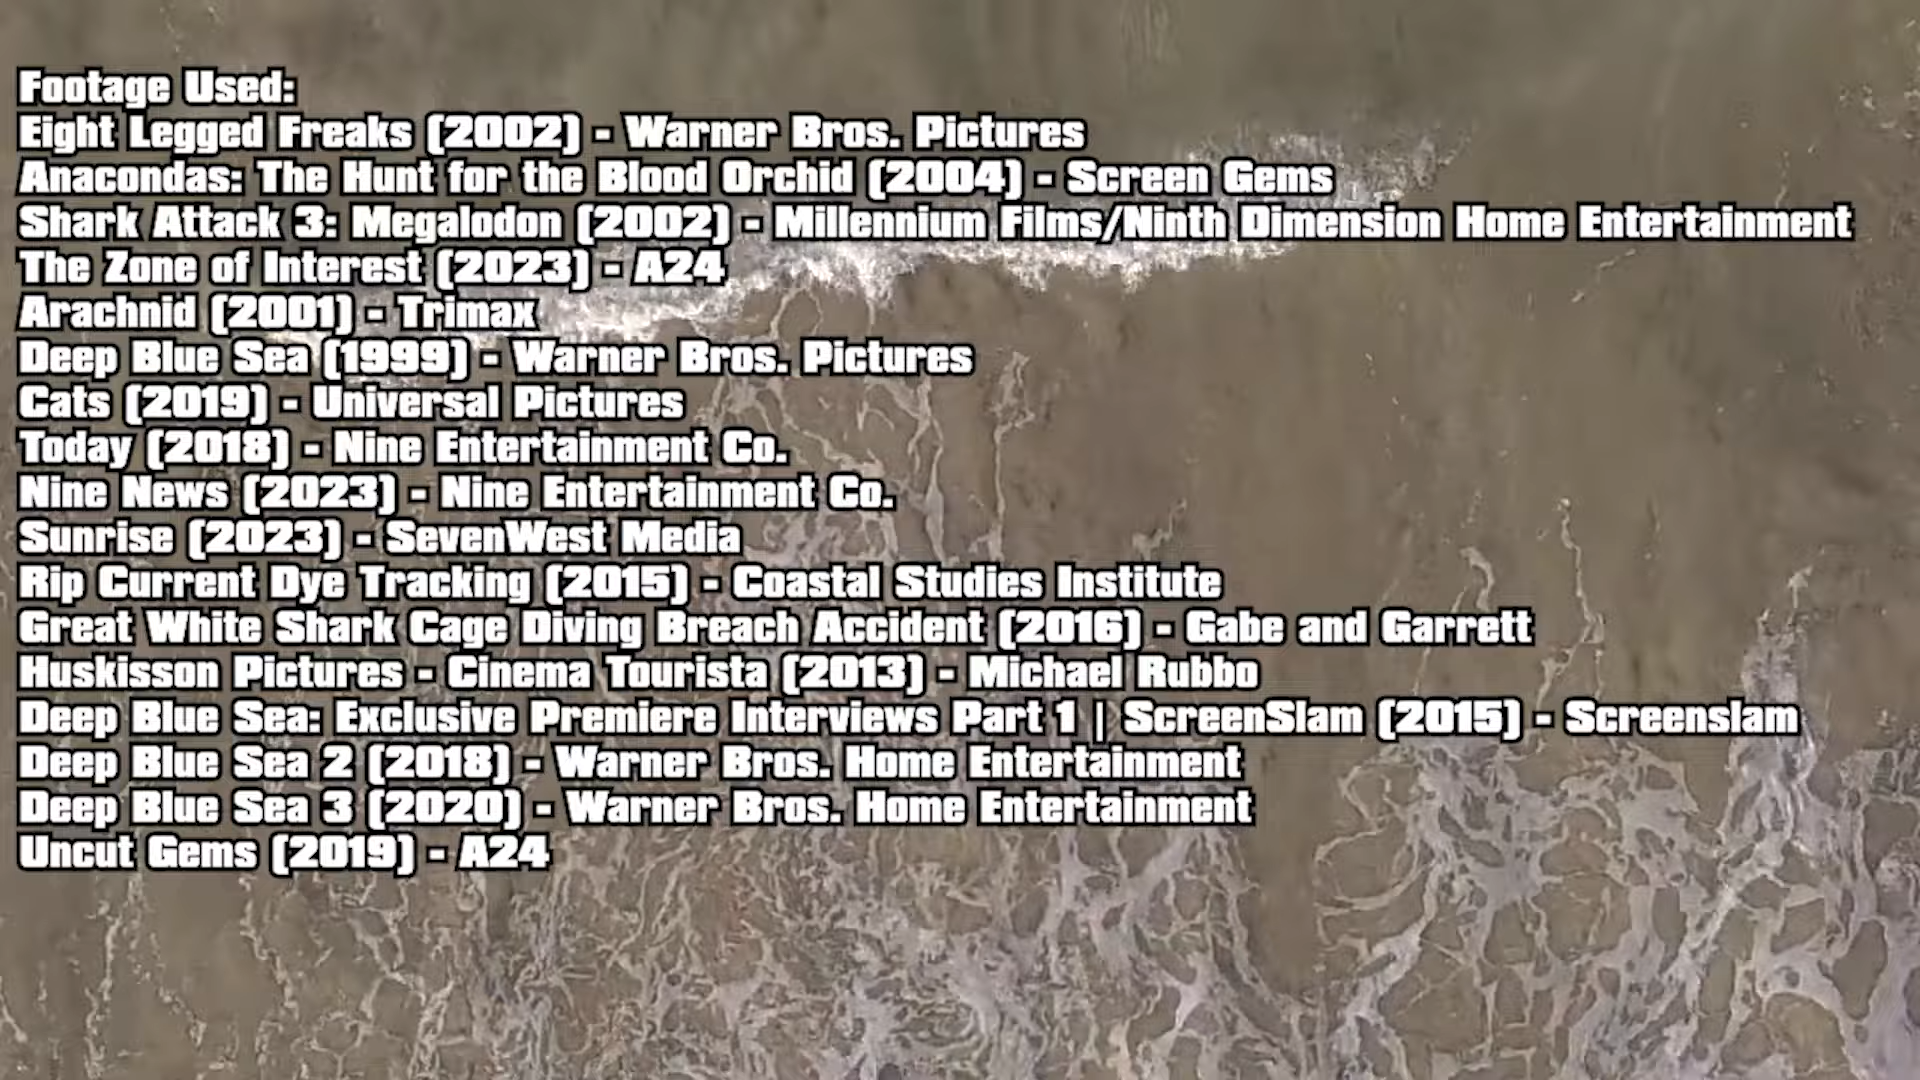 Footage Used:
Eight Legged Freaks (2002) - Warner Bros. Pictures
Anacondas: The Hunt for the Blood Orchid (2004) - Screen Gems
Shark Attack 3: Megalodon (2002) - Millennium Films/Ninth Dimension Home Entertainment
The Zone of Interest (2023) - A24
Arachnid (2001) - Trimax
Deep Blue Sea (1999) - Warner Bros. Pictures
Cats (2019) - Universal Pictures
Today (2018) - Nine Entertainment Co.
Nine News (2023) - Nine Entertainment Co.
Sunrise (2023) - SevenWest Media
Rip Current Dye Tracking (2015) - Coastal Studies Institute
Great White Shark Cage Diving Breach Accident (2016) - Gabe and Garrett
Huskisson Pictures - Cinema Tourista (2013) - Michael Rubbo
Deep Blue Sea: Exclusive Premiere Interviews Part 1 | ScreenSlam (2015) - Screenslam
Deep Blue Sea 2 (2018) - Warner Bros. Home Entertainment
Deep Blue Sea 3 (2020) - Warner Bros. Home Entertainment
Uncut Gems (2019) - A24